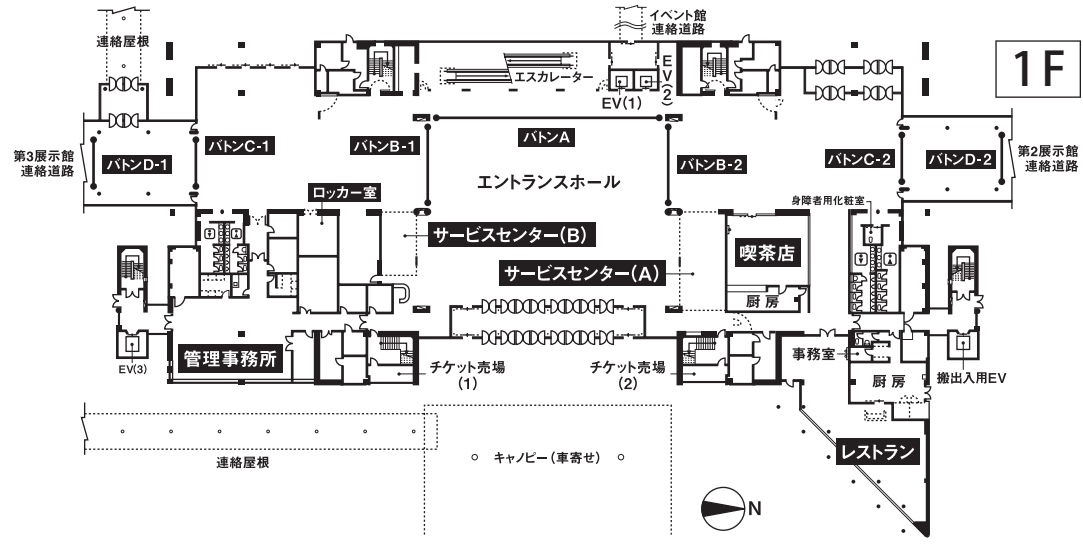 イベント館
連絡道路
連絡屋根
1F
エスカレーター
EV(2)
EV(1)
バトンA
バトンC-1
バトンB-1
バトンB-2
バトンC-2
第3展示館
連絡道路
バトンD-1
バトンD-2
第2展示館
連絡道路
エントランスホール
ロッカー室
身障者用化粧室
サービスセンター(B)
喫茶店
サービスセンター(A)
厨房
管理事務所
事務室
EV(3)
チケット売場
(1)
チケット売場
(2)
厨房
搬出入用EV
連絡屋根
キャノピー(車寄せ)
レストラン
N